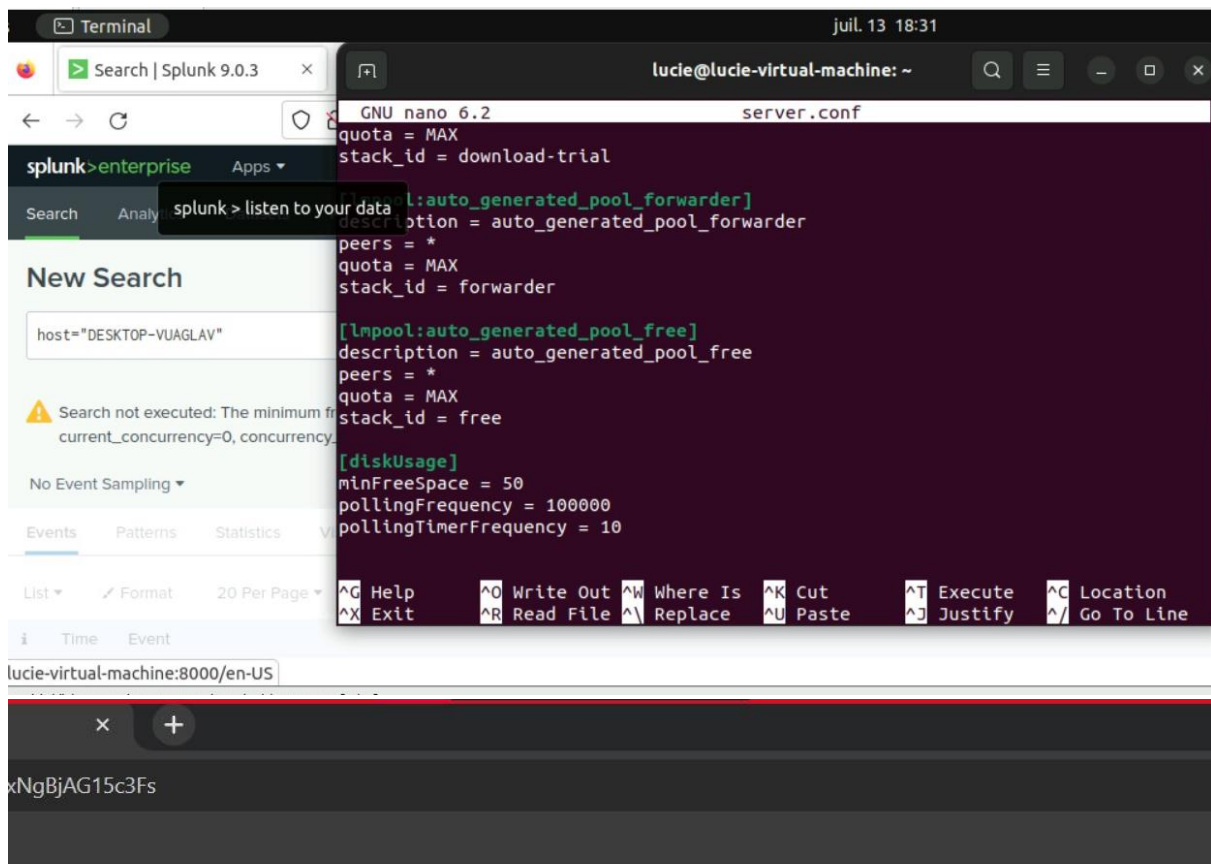 Terminal
juil. 13 18:31
Search | Splunk 9.0.3
lucie@lucie-virtual-machine: ~
GNU nano 6.2 server.conf
splunk>enterprise Apps
Search
splunk > listen to your data
New Search
host="DESKTOP-VUAGLAV"
Search not executed: The minimum
current_concurrency=0,
No Event Sampling
Events Patterns Statistics
List Format 20 Per Page
i Time Event
lucie-virtual-machine:8000/en-US
quota = MAX
stack_id = download-trial
description = auto_generated_pool_forwarder
peers = *
quota = MAX
stack_id = forwarder
[lmpool:auto_generated_pool_free]
description = auto_generated_pool_free
peers = *
quota = MAX
stack_id = free
[diskUsage]
minFreeSpace = 50
pollingFrequency = 100000
pollingTimerFrequency = 10
^G Help ^O Write Out ^W Where Is ^K Cut ^T Execute ^C Location
^X Exit ^R Read File ^\ Replace ^U Paste ^J Justify ^/ Go To Line
xNgBjAG15c3Fs